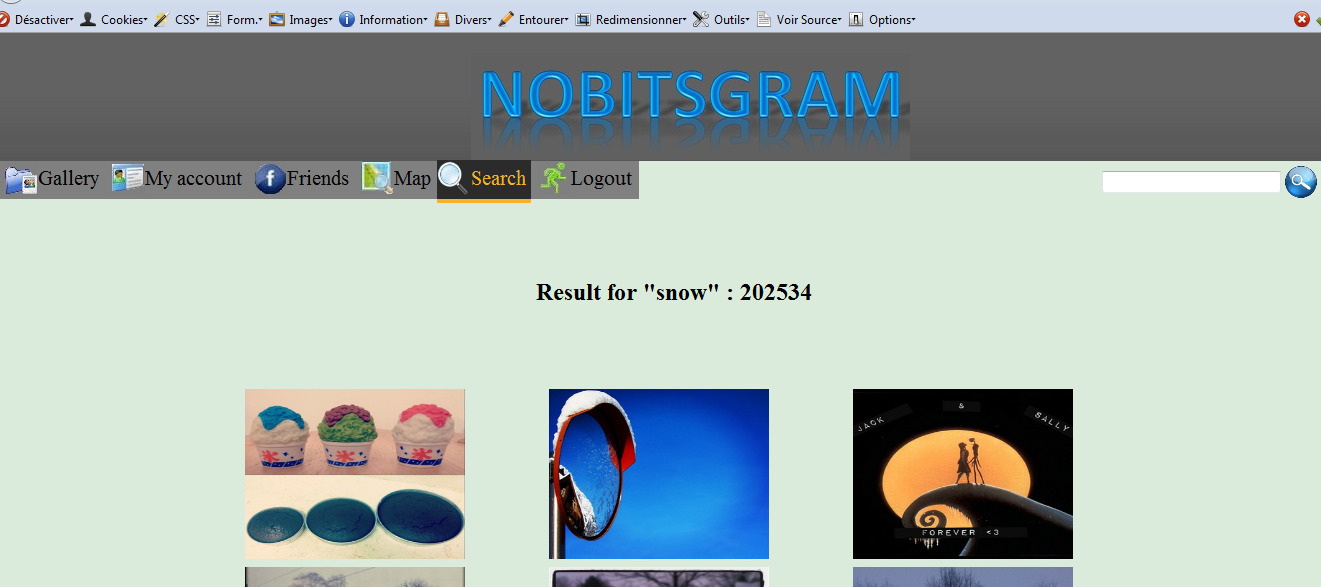 Désactiver Cookies CSS Form. Images Information Divers Entourer Redimensionner Outils Voir Source Options
NOBITSGRAM
Gallery My account Friends Map Search Logout
Result for "snow" : 202534
JACK & SALLY
FOREVER <3